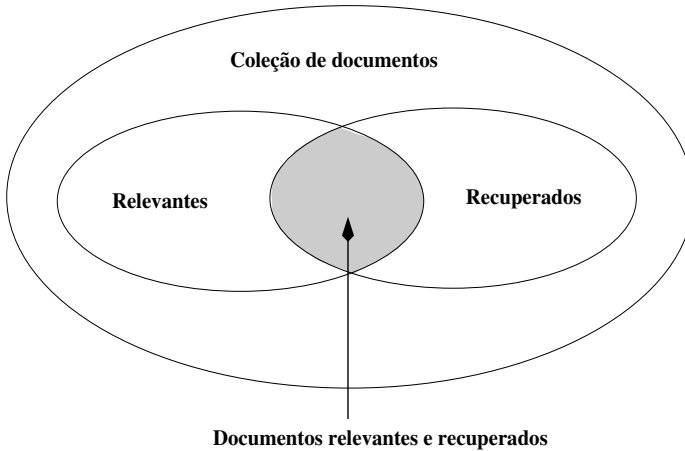 Coleção de documentos
Relevantes
Recuperados
Documentos relevantes e recuperados